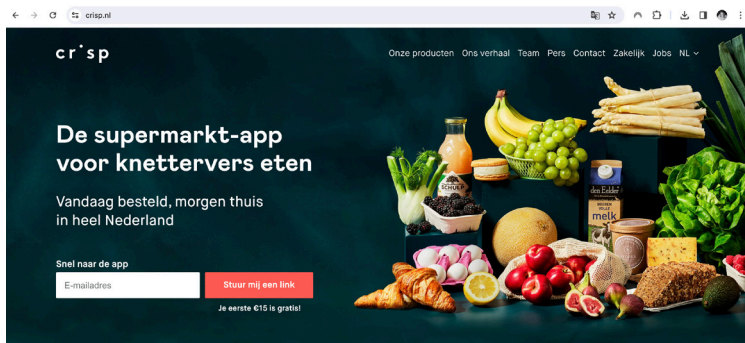 crisp.nl
cr*sp
Onze producten Ons verhaal Team Pers Contact Zakelijk Jobs NL
De supermarkt-app
voor knettervers eten
Vandaag besteld, morgen thuis
in heel Nederland
Snel naar de app
E-mailadres
Stuur mij een link
Je eerste €15 is gratis!
SCHULP
den Eelder
melk